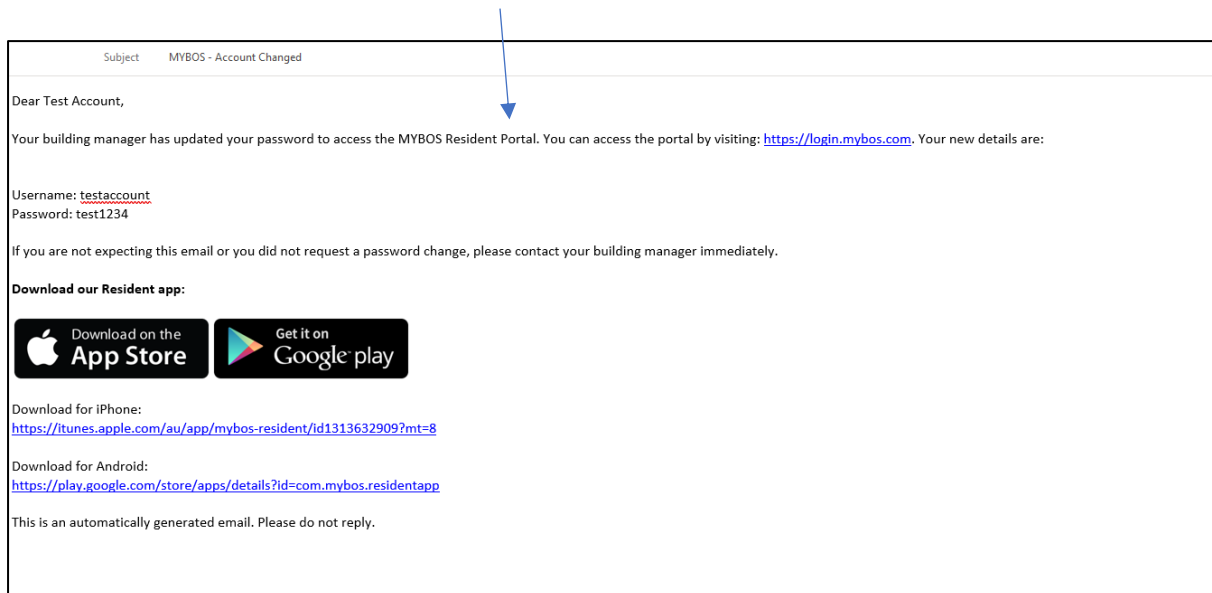 Subject MYBOS - Account Changed
Dear Test Account,
Your building manager has updated your password to access the MYBOS Resident Portal. You can access the portal by visiting: https://login.mybos.com. Your new details are:
Username: testaccount
Password: test1234
If you are not expecting this email or you did not request a password change, please contact your building manager immediately.
Download our Resident app:
Download on the
App Store
Get it on
Google play
Download for iPhone:
https://itunes.apple.com/au/app/mybos-resident/id1313632909?mt=8
Download for Android:
https://play.google.com/store/apps/details?id=com.mybos.residentapp
This is an automatically generated email. Please do not reply.